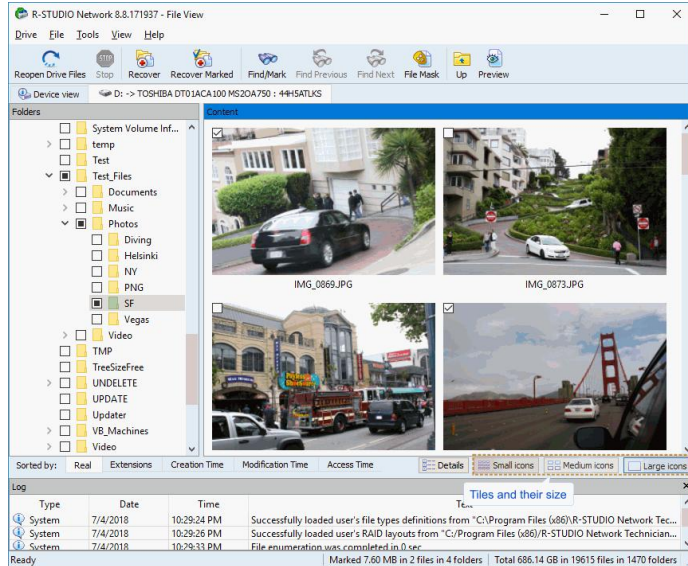 R-STUDIO Network 8.8.171937 - File View
Drive File Tools View Help
Reopen Drive Files Stop Recover Recover Marked Find/Mark Find Previous Find Next File Mask Up Preview
Device view D: -> TOSHIBA DT01ACA100 MS2OA750 : 44H5ATLKS
Folders Content
System Volume Inf...
temp
Test
Test_Files
Documents
Music
Photos
Diving
Helsinki
IMG_0869.JPG IMG_0873.JPG
NY
PNG
SF
Vegas
Video
TMP
TreeSizeFree
UNDELETE
UPDATE
Updater
VB_Machines
Video
Sorted by: Real Extensions Creation Time Modification Time Access Time Details Small icons Medium icons Large icons
Log
Tiles and their size
Type Date Time
System 7/4/2018 10:29:24 PM Successfully loaded user's file types definitions from "C:\Program Files (x86)\R-STUDIO Network Tec...
System 7/4/2018 10:29:26 PM Successfully loaded user's RAID layouts from "C:/Program Files (x86)/R-STUDIO Network Technician...
System 7/4/2018 10:29:33 PM File enumeration was completed in 0 sec
Ready Marked 7.60 MB in 2 files in 4 folders Total 686.14 GB in 19615 files in 1470 folders